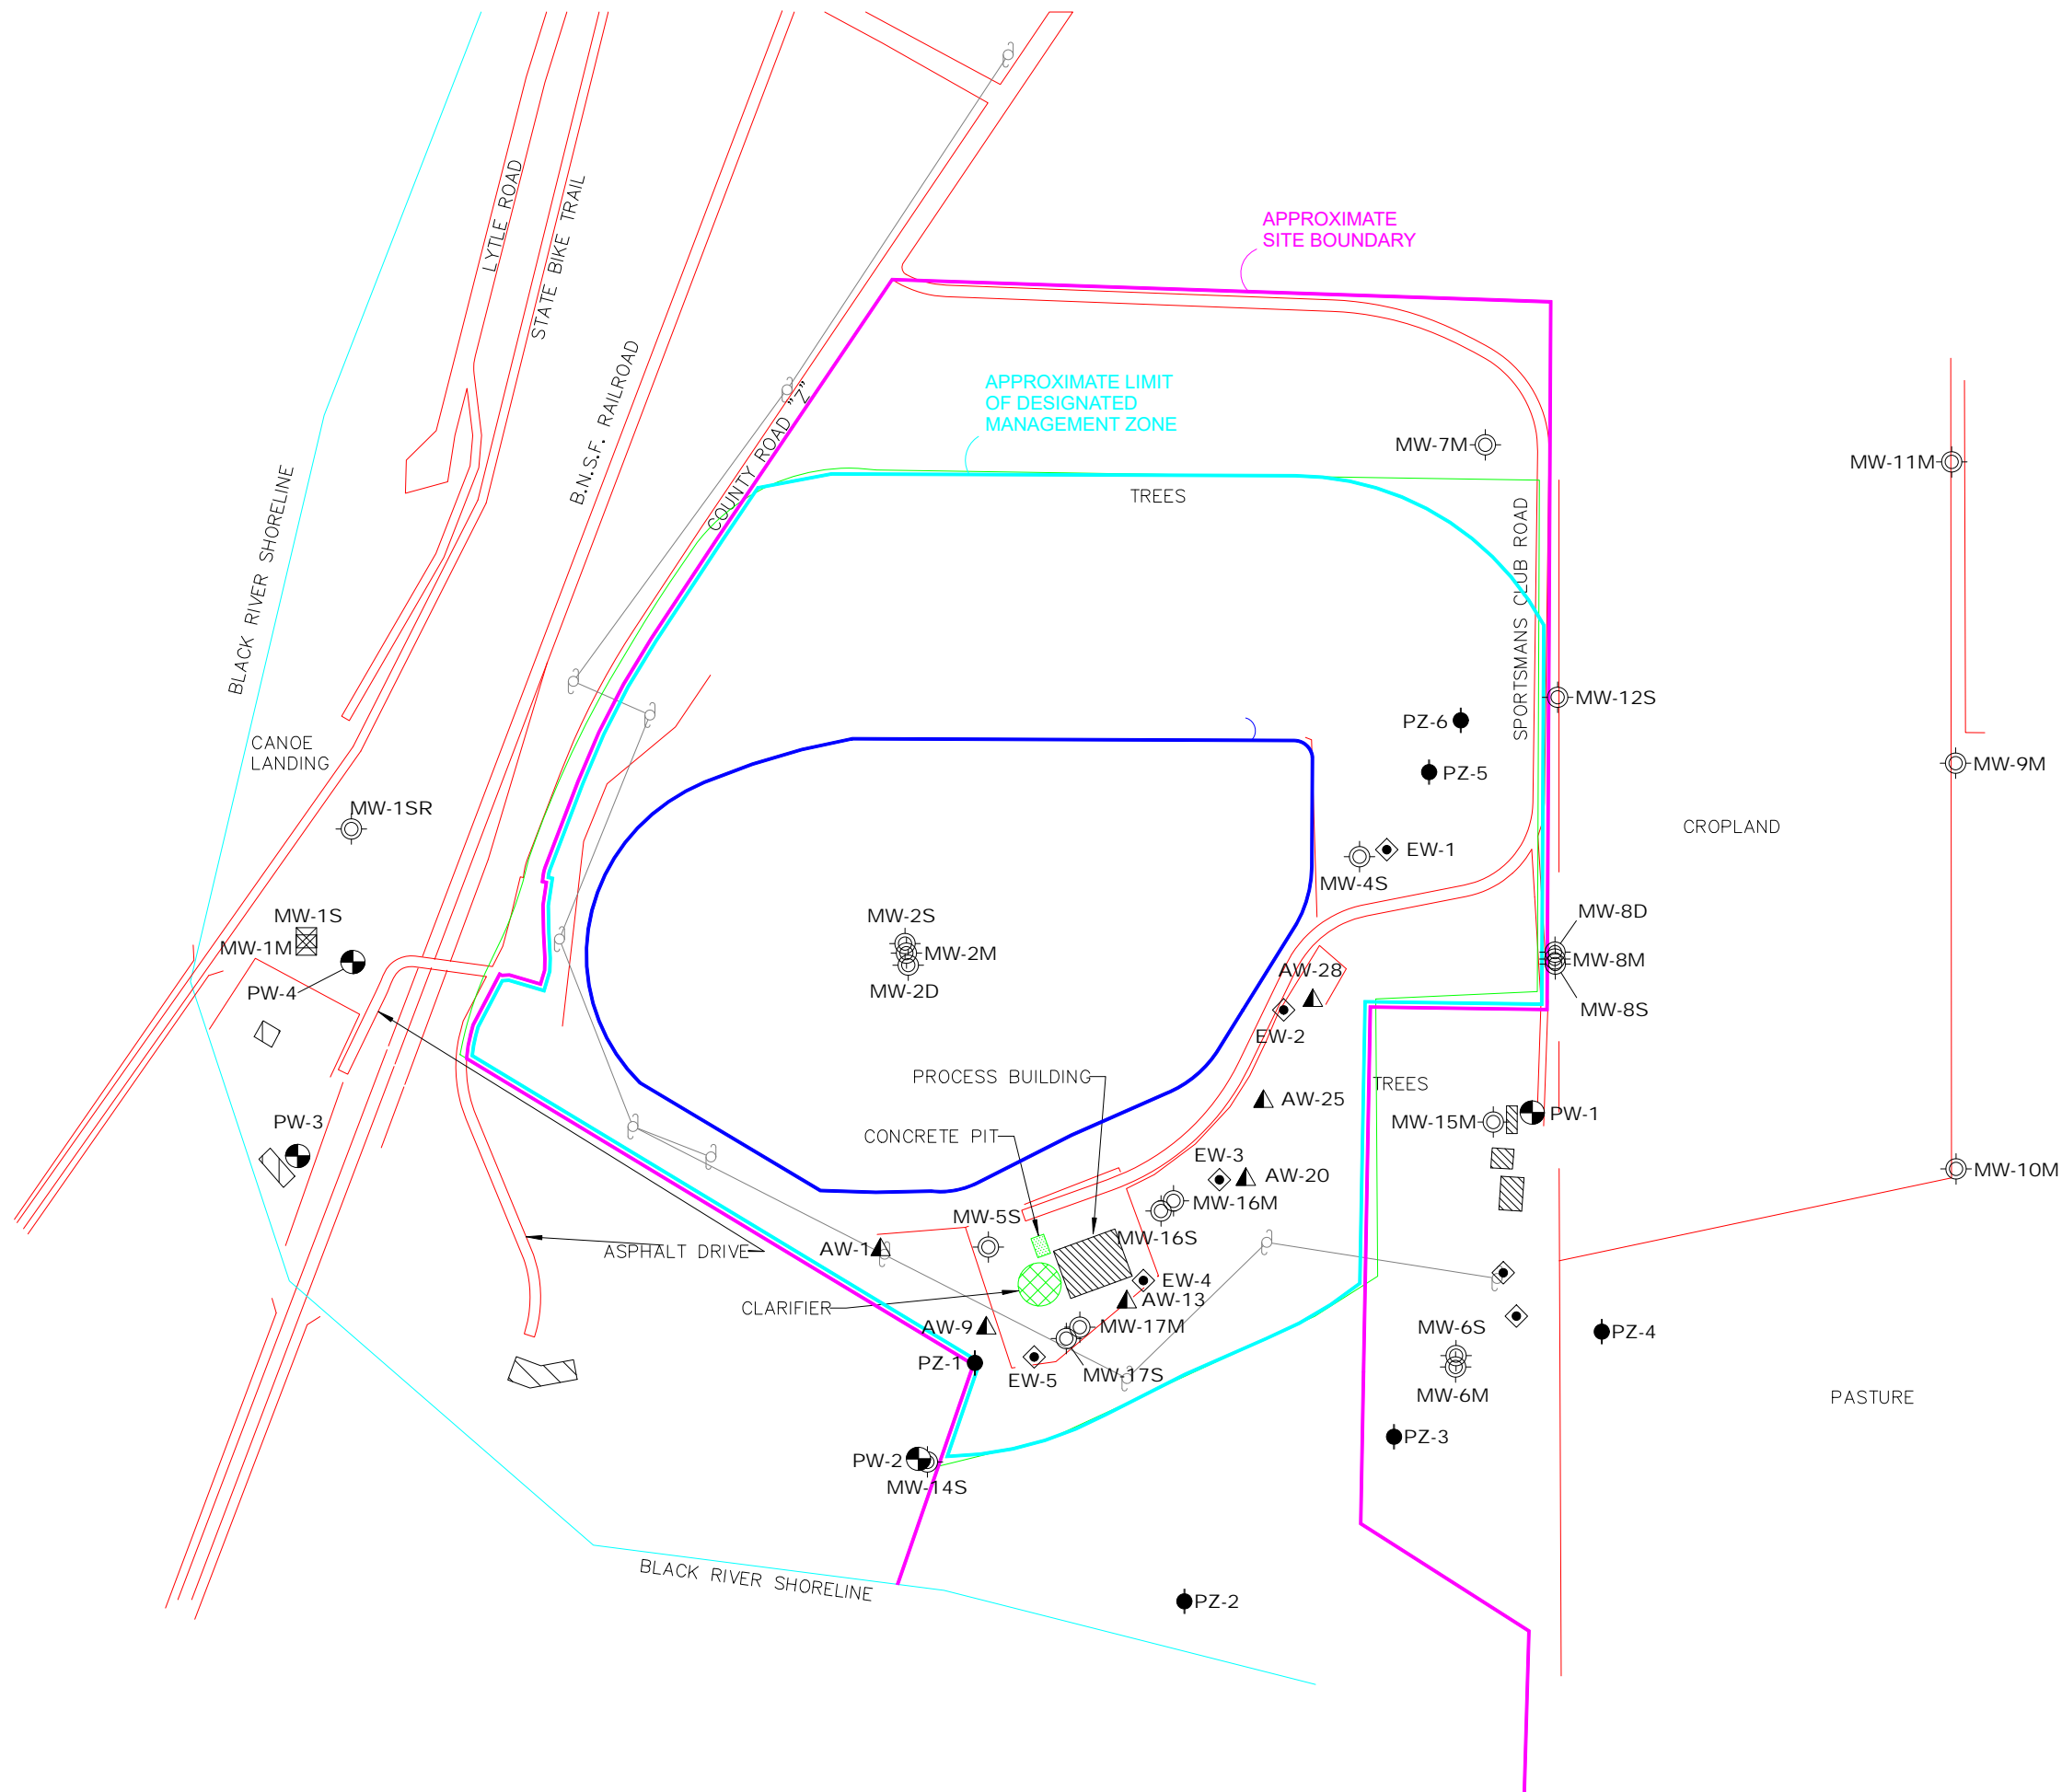 LYTLE ROAD
STATE BIKE TRAIL
B.N.S.F. RAILROAD
COUNTY ROAD "Z"
APPROXIMATE
SITE BOUNDARY
APPROXIMATE LIMIT
OF DESIGNATED
MANAGEMENT ZONE
BLACK RIVER SHORELINE
TREES
SPORTSMANS CLUB ROAD
MW-7M
MW-11M
MW-12S
PZ-6
PZ-5
MW-9M
CANOE
LANDING
MW-1SR
CROPLAND
EW-1
MW-4S
MW-1S
MW-1M
PW-4
MW-2S
MW-2M
MW-2D
MW-8D
MW-8M
MW-8S
AW-28
EW-2
PROCESS BUILDING
TREES
AW-25
PW-3
CONCRETE PIT
MW-15M
PW-1
EW-3
AW-20
MW-10M
MW-16M
MW-5S
MW-16S
AW-1
ASPHALT DRIVE
EW-4
CLARIFIER
AW-13
AW-9
MW-17M
MW-6S
PZ-4
PZ-1
EW-5
MW-17S
MW-6M
PASTURE
PZ-3
PW-2
MW-14S
BLACK RIVER SHORELINE
PZ-2